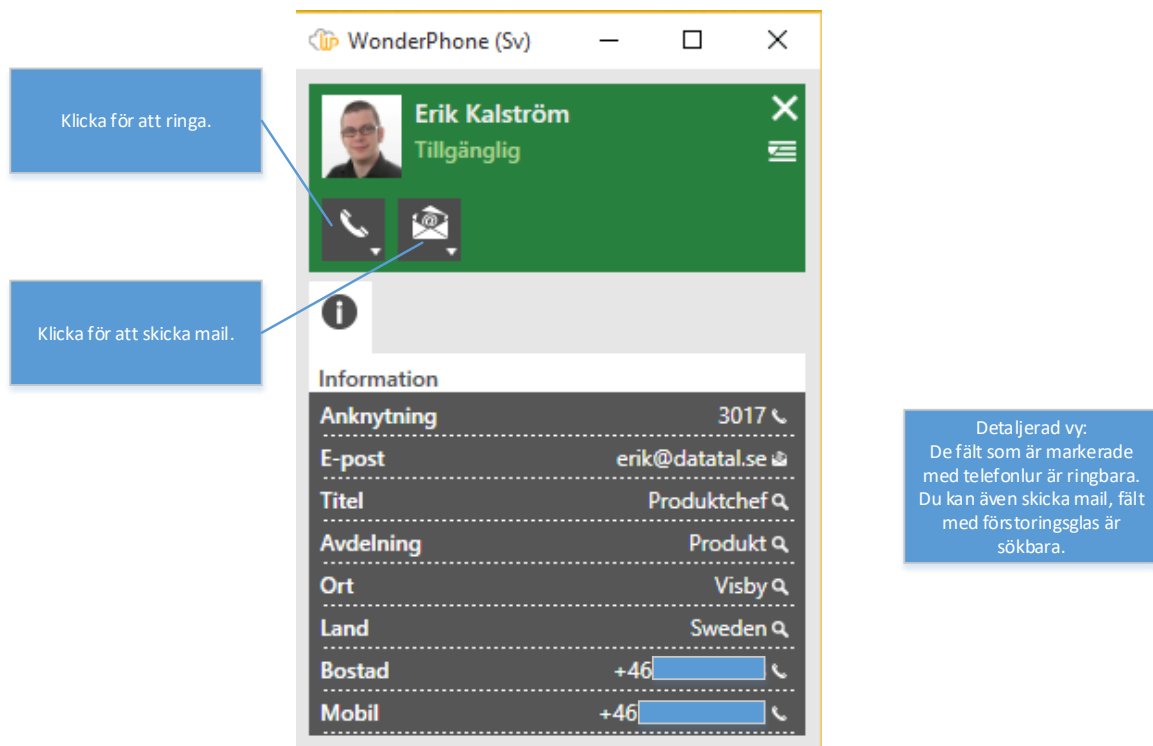 WonderPhone (Sv)
Klicka för att ringa.
Erik Kalström
Tillgänglig
Klicka för att skicka mail.
Information
Anknytning 3017
E-post erik@datatal.se
Titel Produktchef
Avdelning Produkt
Ort Visby
Land Sweden
Bostad +46
Mobil +46
Detaljerad vy:
De fält som är markerade
med telefonlur är ringbara.
Du kan även skicka mail, fält
med förstoringsglas är
sökbara.